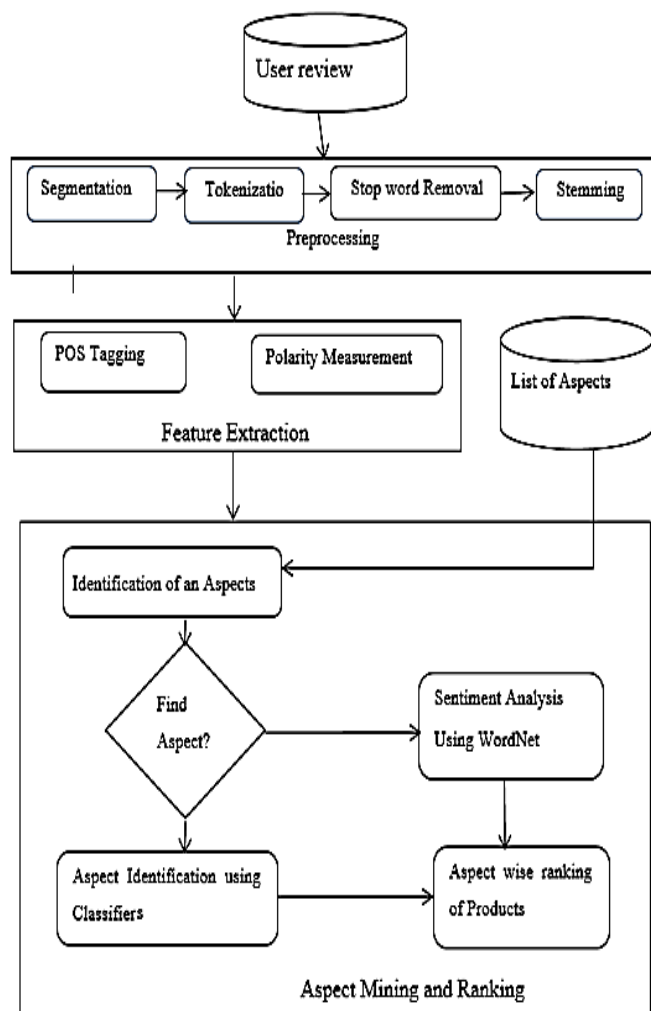 User review
Segmentation
Tokenizatio
Stop word Removal
Stemming
Preprocessing
POS Tagging
Polarity Measurement
Feature Extraction
List of Aspects
Identification of an Aspects
Find
Aspect?
Sentiment Analysis
Using WordNet
Aspect Identification using
Classifiers
Aspect wise ranking
of Products
Aspect Mining and Ranking